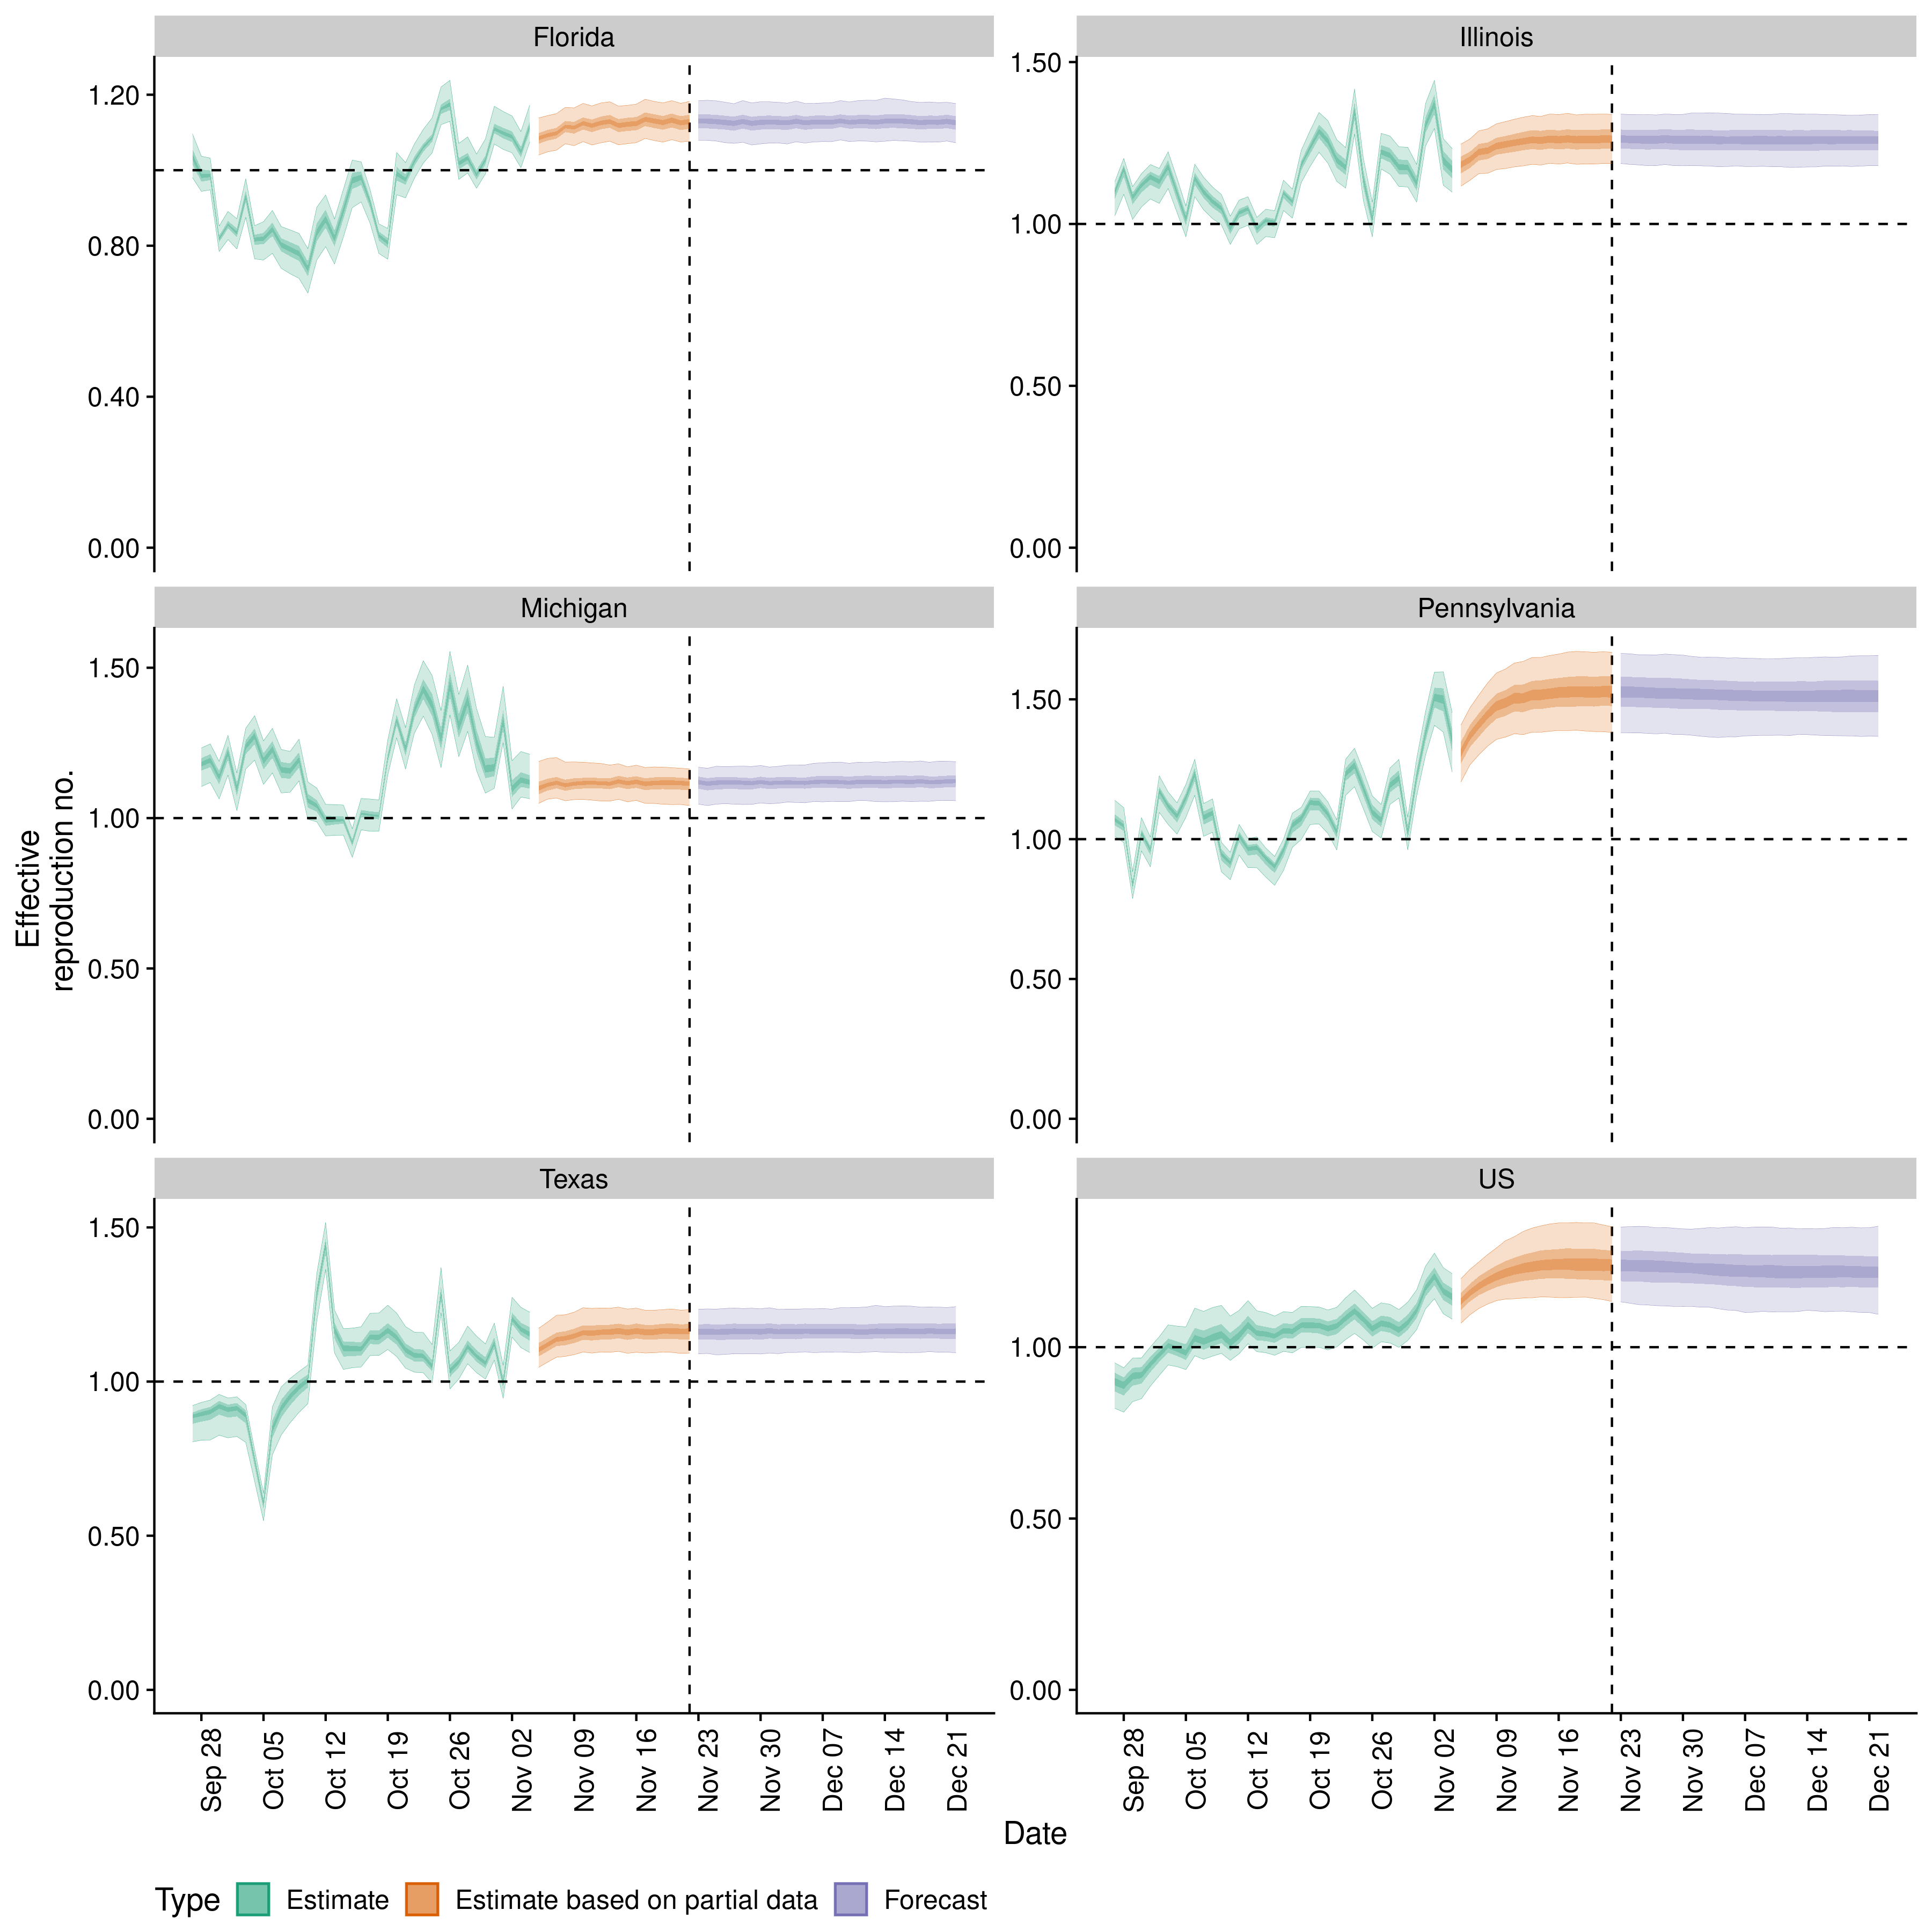 Florida
Illinois
1.20
0.80
0.40
0.00
1.50
1.00
0.50
0.00
Michigan
Pennsylvania
1.50
1.00
0.50
0.00
1.50
1.00
0.50
0.00
Texas
US
1.50
1.00
0.50
0.00
1.00
0.50
0.00
Effective
reproduction no.
Sep 28
Oct 05
Oct 12
Oct 19
Oct 26
Nov 02
Nov 09
Nov 16
Nov 23
Nov 30
Dec 07
Dec 14
Dec 21
Sep 28
Oct 05
Oct 12
Oct 19
Oct 26
Nov 02
Nov 09
Nov 16
Nov 23
Nov 30
Dec 07
Dec 14
Dec 21
Date
Type Estimate Estimate based on partial data Forecast